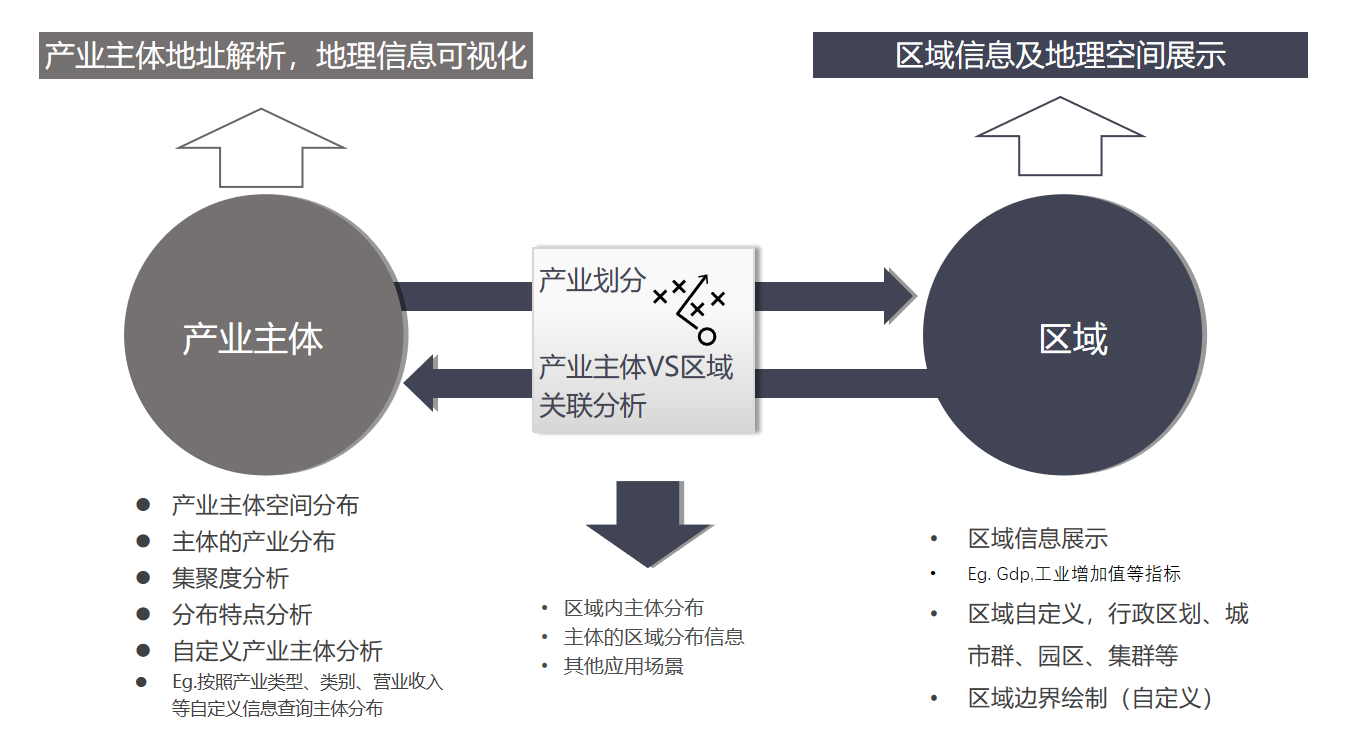 产业主体地址解析，地理信息可视化
区域信息及地理空间展示
产业主体
产业划分
产业主体VS区域
关联分析
区域
产业主体空间分布
主体的产业分布
集聚度分析
分布特点分析
自定义产业主体分析
Eg.按照产业类型、类别、营业收入
等自定义信息查询主体分布
区域内主体分布
主体的区域分布信息
其他应用场景
区域信息展示
Eg. Gdp,工业增加值等指标
区域自定义，行政区划、城
市群、园区、集群等
区域边界绘制（自定义）